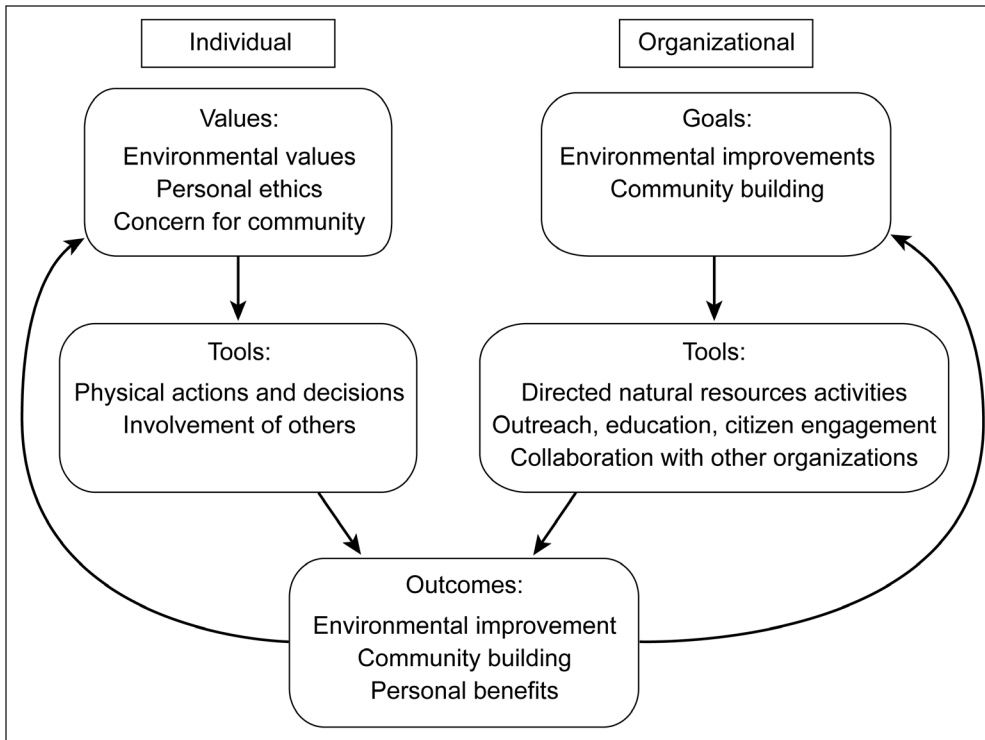 Individual
Organizational
Values:
Environmental values
Personal ethics
Concern for community
Goals:
Environmental improvements
Community building
Tools:
Physical actions and decisions
Involvement of others
Tools:
Directed natural resources activities
Outreach, education, citizen engagement
Collaboration with other organizations
Outcomes:
Environmental improvement
Community building
Personal benefits